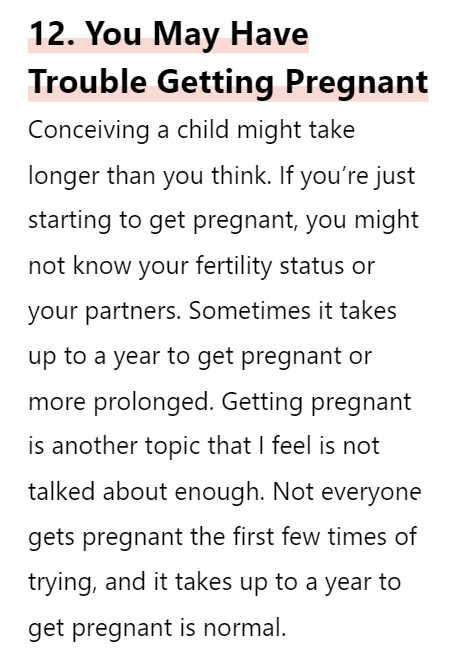 12. You May Have
Trouble Getting Pregnant
Conceiving a child might take
longer than you think. If you’re just
starting to get pregnant, you might
not know your fertility status or
your partners. Sometimes it takes
up to a year to get pregnant or
more prolonged. Getting pregnant
is another topic that I feel is not
talked about enough. Not everyone
gets pregnant the first few times of
trying, and it takes up to a year to
get pregnant is normal.